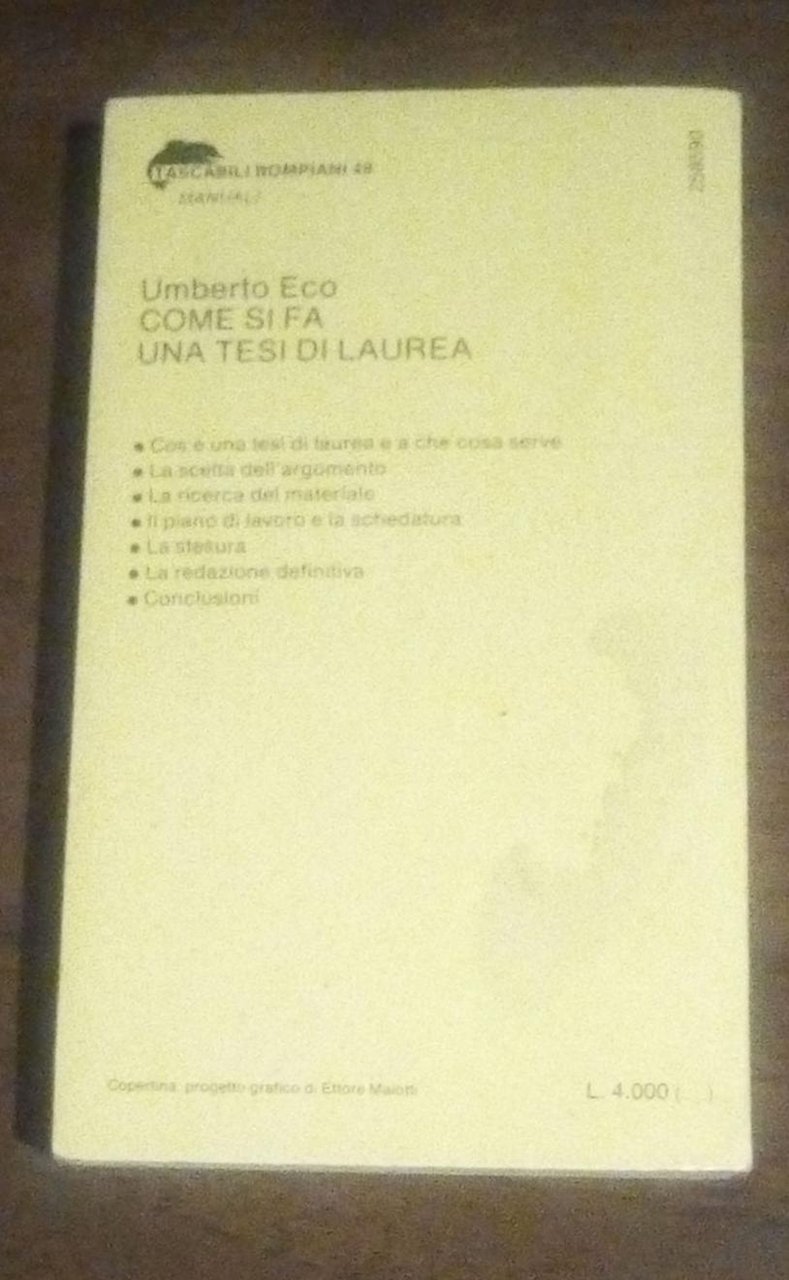 TASCABILI BOMPIANI 49
MANUALI
Umberto Eco
COME SI FA
UNA TESI DI LAUREA
• Cos'è una tesi di laurea e a che cosa serve
• La scelta dell'argomento
• La ricerca del materiale
• Il piano di lavoro e la schedatura
• La stesura
• La redazione definitiva
• Conclusioni
Copertina: progetto grafico di Ettore Maiotti
L. 4.000 (